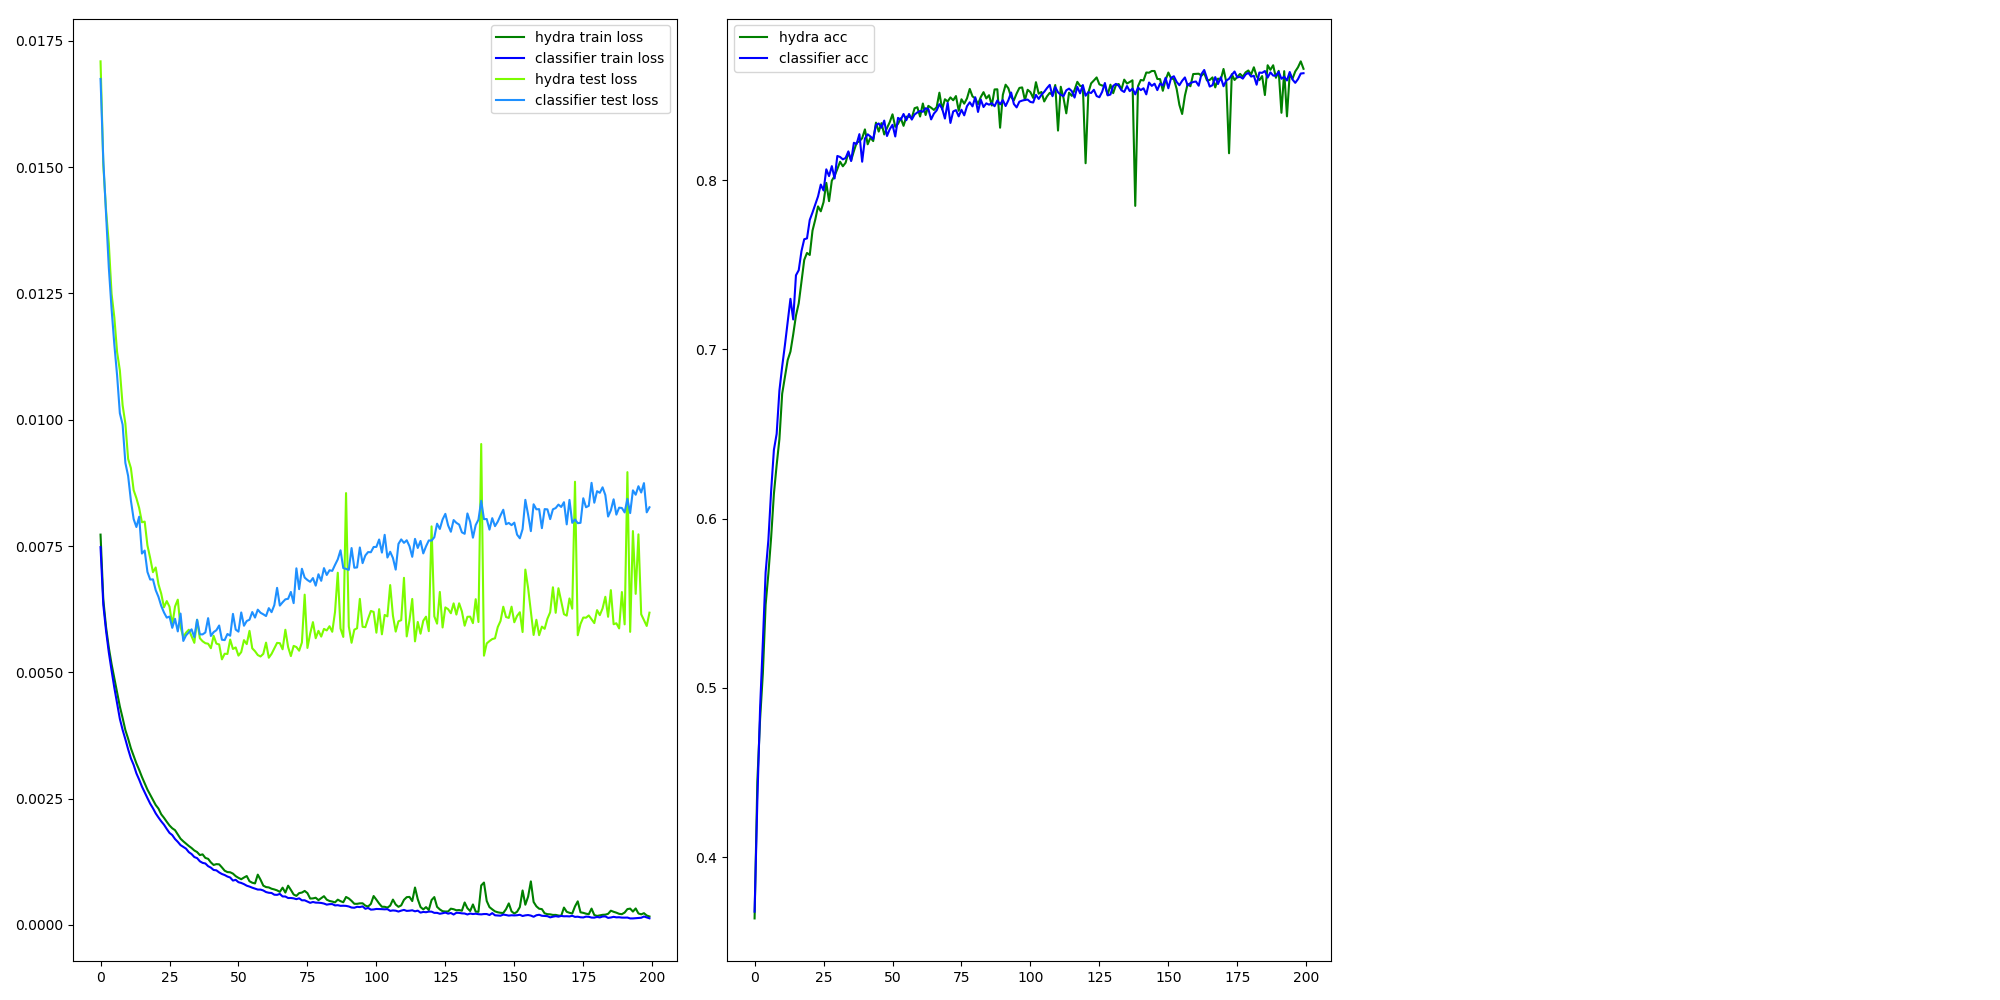 0.0175
0.0150
0.0125
0.0100
0.0075
0.0050
0.0025
0.0000
0 25 50 75 100 125 150 175 200
hydra train loss
classifier train loss
hydra test loss
classifier test loss
0.8
0.7
0.6
0.5
0.4
0 25 50 75 100 125 150 175 200
hydra acc
classifier acc